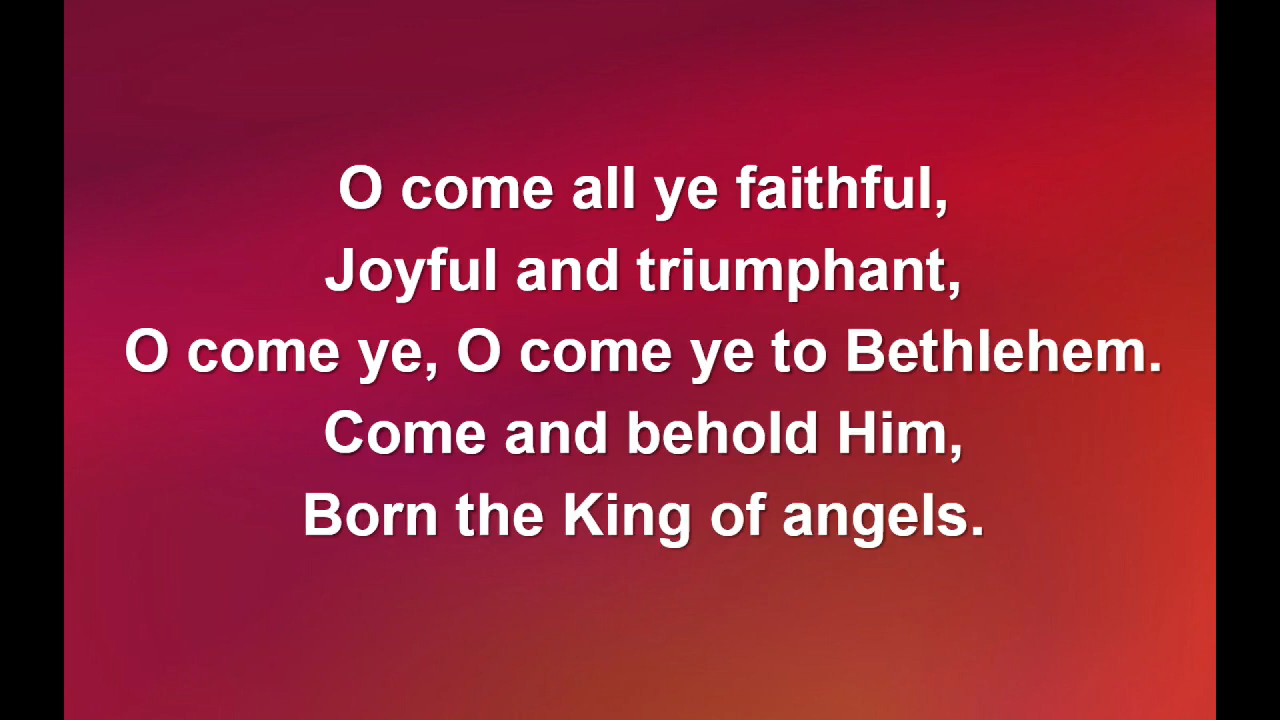 O come all ye faithful,
Joyful and triumphant,
O come ye, O come ye to Bethlehem.
Come and behold Him,
Born the King of angels.